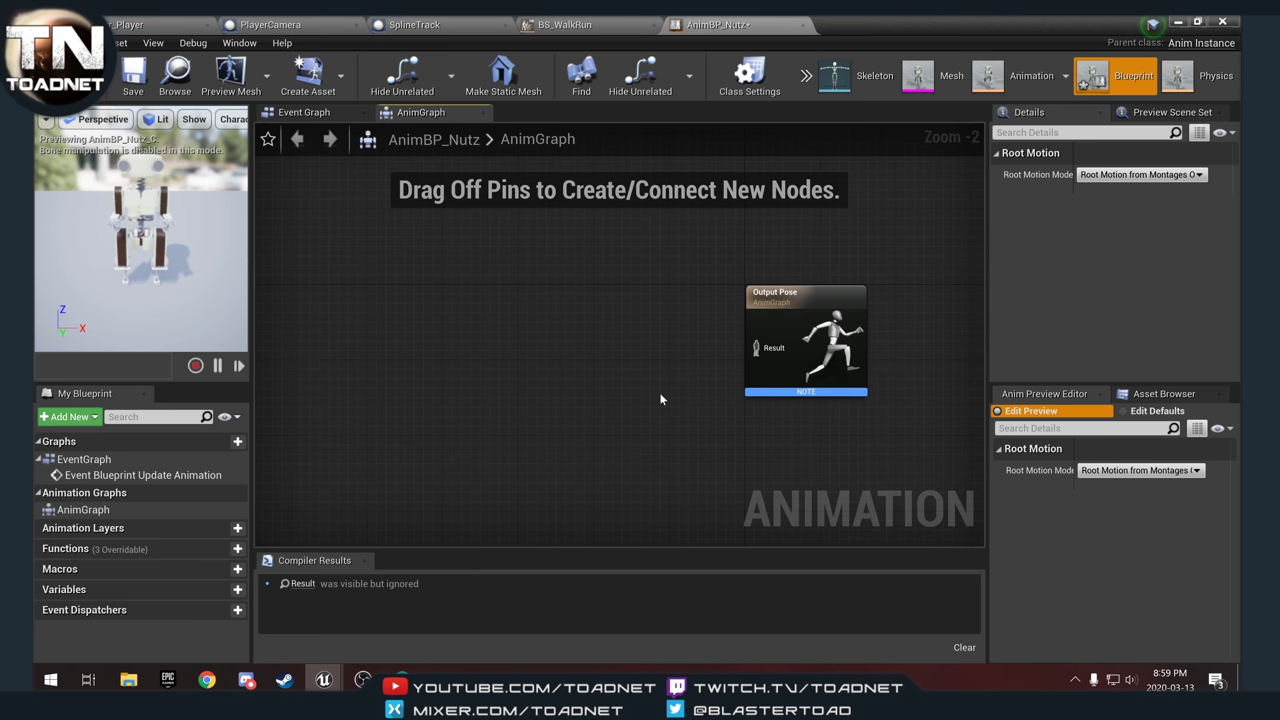 TN
TOADNET
_Player
PlayerCamera
SplineTrack
BS_WalkRun
AnimBP_Nutz*
set
View
Debug
Window
Help
Parent class: Anim Instance
Save
Browse
Preview Mesh
Create Asset
Hide Unrelated
Make Static Mesh
Find
Hide Unrelated
Class Settings
Skeleton
Mesh
Animation
Blueprint
Physics
Perspective
Lit
Show
Charac
Previewing AnimBP_Nutz_C.
Bone manipulation is disabled in this mode.
Z
X
Y
Event Graph
AnimGraph
AnimBP_Nutz > AnimGraph
Zoom -2
Drag Off Pins to Create/Connect New Nodes.
Output Pose
AnimGraph
Result
NOTE
ANIMATION
My Blueprint
Add New
Search
Graphs
EventGraph
Event Blueprint Update Animation
Animation Graphs
AnimGraph
Animation Layers
Functions (3 Overridable)
Macros
Variables
Event Dispatchers
Compiler Results
Result was visible but ignored
Clear
Details
Preview Scene Set
Search Details
Root Motion
Root Motion Mode
Root Motion from Montages O
Anim Preview Editor
Asset Browser
Edit Preview
Edit Defaults
Search Details
Root Motion
Root Motion Mode
Root Motion from Montages
EPIC GAMES
8:59 PM
2020-03-13
3
YOUTUBE.COM/TOADNET
TWITCH.TV/TOADNET
MIXER.COM/TOADNET
@BLASTERTOAD